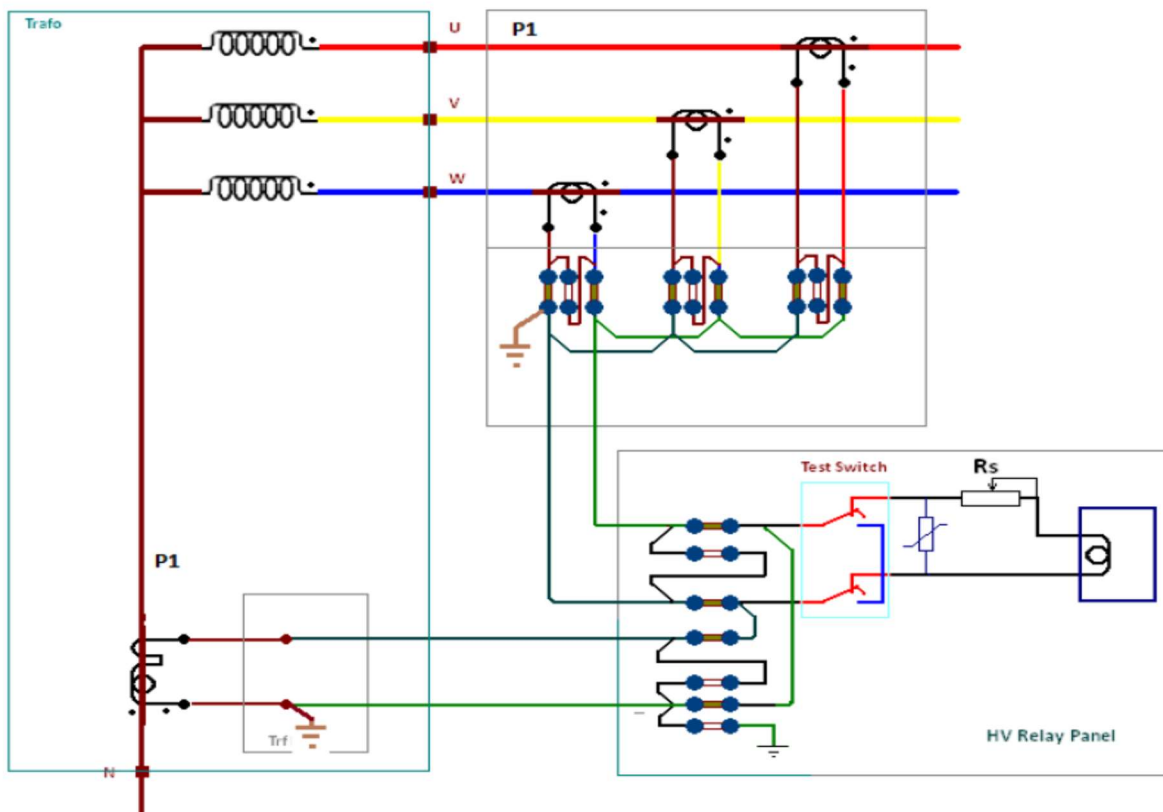 Trafo
U
P1
V
W
Test Switch
Rs
P1
Trf
HV Relay Panel
N